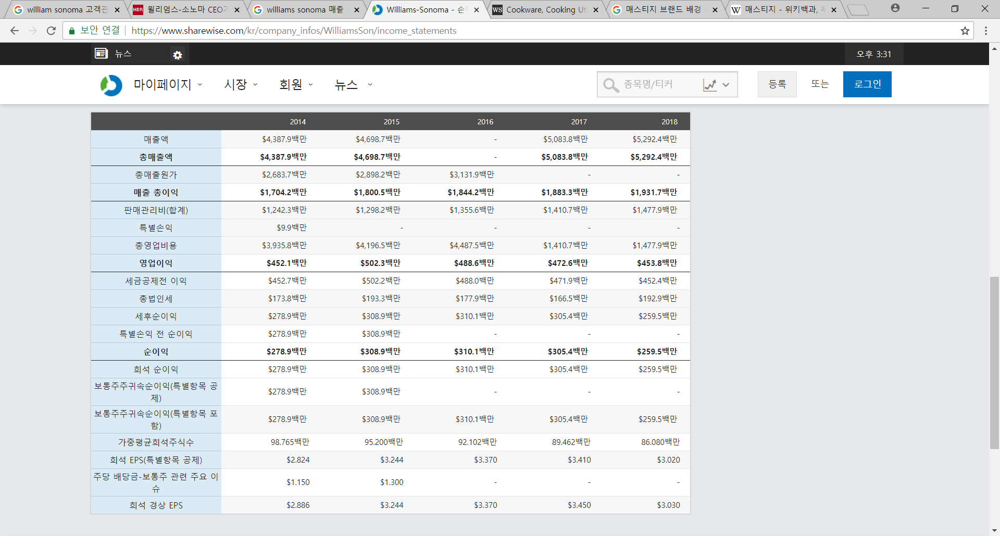 william sonoma 고객관
HBR 윌리엄스-소노마 CEO가
williams sonoma 매출
Williams-Sonoma - 손익
WS Cookware, Cooking Ute
매스티지 브랜드 배경
W 매스티지 - 위키백과, 우
보안 연결 https://www.sharewise.com/kr/company_infos/WilliamsSon/income_statements
뉴스 오후 3:31
마이페이지 시장 회원 뉴스 종목명/티커 등록 또는 로그인
2014 2015 2016 2017 2018
매출액 $4,387.9백만 $4,698.7백만 - $5,083.8백만 $5,292.4백만
총매출액 $4,387.9백만 $4,698.7백만 - $5,083.8백만 $5,292.4백만
총매출원가 $2,683.7백만 $2,898.2백만 $3,131.9백만 - -
매출 총이익 $1,704.2백만 $1,800.5백만 $1,844.2백만 $1,883.3백만 $1,931.7백만
판매관리비(합계) $1,242.3백만 $1,298.2백만 $1,355.6백만 $1,410.7백만 $1,477.9백만
특별손익 $9.9백만 - - - -
총영업비용 $3,935.8백만 $4,196.5백만 $4,487.5백만 $1,410.7백만 $1,477.9백만
영업이익 $452.1백만 $502.3백만 $488.6백만 $472.6백만 $453.8백만
세금공제전 이익 $452.7백만 $502.2백만 $488.0백만 $471.9백만 $452.4백만
총법인세 $173.8백만 $193.3백만 $177.9백만 $166.5백만 $192.9백만
세후순이익 $278.9백만 $308.9백만 $310.1백만 $305.4백만 $259.5백만
특별손익 전 순이익 $278.9백만 $308.9백만 - - -
순이익 $278.9백만 $308.9백만 $310.1백만 $305.4백만 $259.5백만
희석 순이익 $278.9백만 $308.9백만 $310.1백만 $305.4백만 $259.5백만
보통주주귀속순이익(특별항목 공
제) $278.9백만 $308.9백만 - - -
보통주주귀속순이익(특별항목 포
함) $278.9백만 $308.9백만 $310.1백만 $305.4백만 $259.5백만
가중평균희석주식수 98.765백만 95.200백만 92.102백만 89.462백만 86.080백만
희석 EPS(특별항목 공제) $2.824 $3.244 $3.370 $3.410 $3.020
주당 배당금-보통주 관련 주요 이
슈 $1.150 $1.300 - - -
희석 경상 EPS $2.886 $3.244 $3.370 $3.450 $3.030